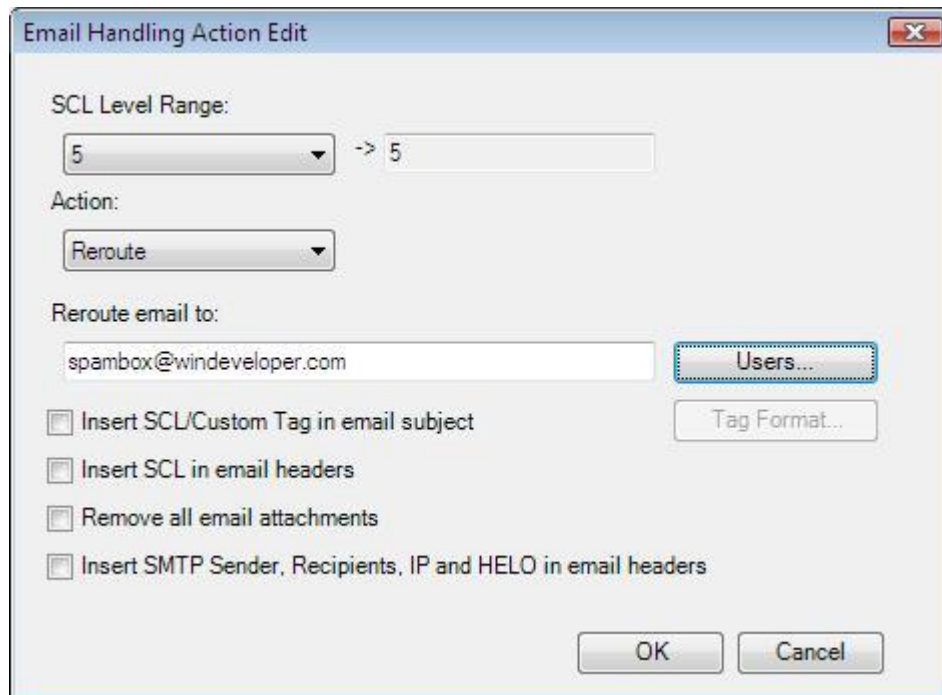 Email Handling Action Edit
SCL Level Range:
5 -> 5
Action:
Reroute
Reroute email to:
spambox@windeveloper.com Users...
Insert SCL/Custom Tag in email subject Tag Format...
Insert SCL in email headers
Remove all email attachments
Insert SMTP Sender, Recipients, IP and HELO in email headers
OK Cancel